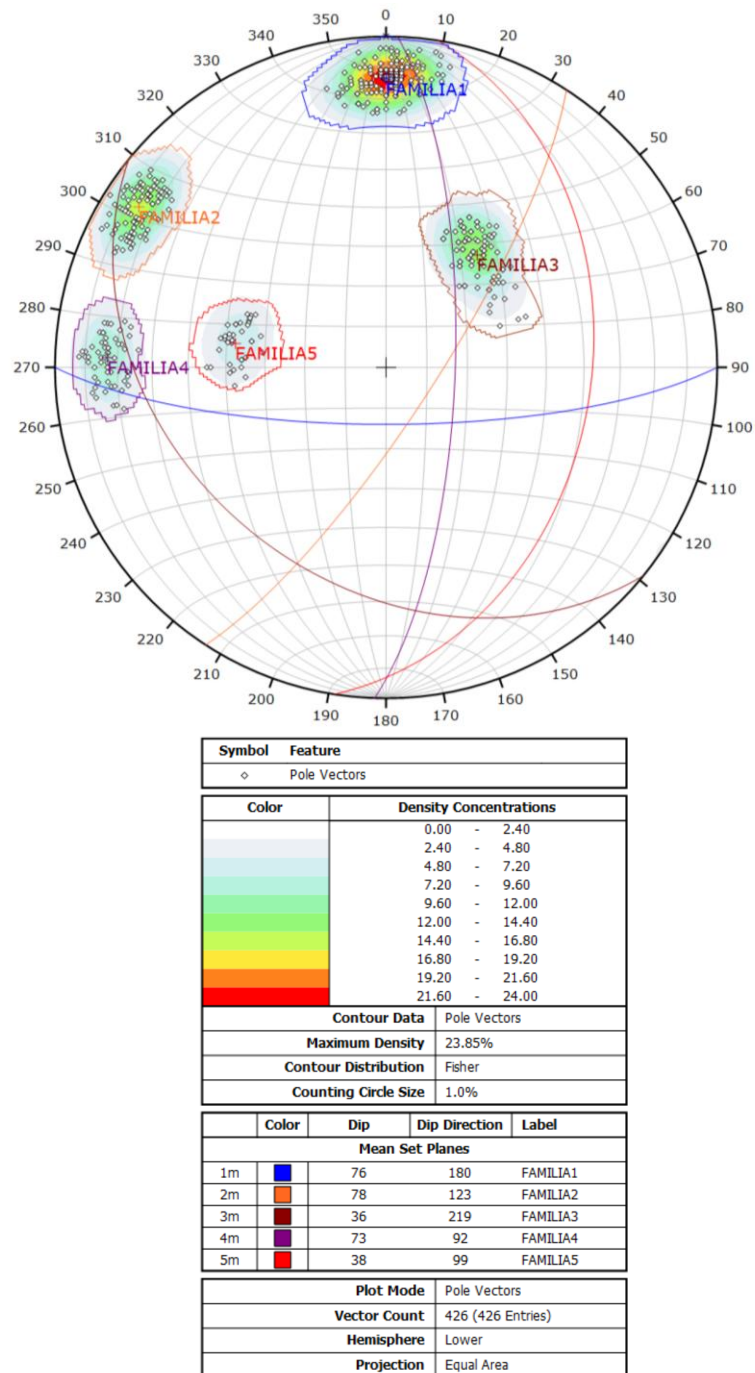 0
350
10
340
20
330
30
320
40
310
50
300
60
290
70
280
80
270
90
260
100
250
110
240
120
230
130
220
140
210
150
200
160
190
180
170
FAMILIA1
FAMILIA2
FAMILIA3
FAMILIA5
FAMILIA4
Symbol Feature
Pole Vectors
Color Density Concentrations
0.00 - 2.40
2.40 - 4.80
4.80 - 7.20
7.20 - 9.60
9.60 - 12.00
12.00 - 14.40
14.40 - 16.80
16.80 - 19.20
19.20 - 21.60
21.60 - 24.00
Contour Data Pole Vectors
Maximum Density 23.85%
Contour Distribution Fisher
Counting Circle Size 1.0%
Color Dip Dip Direction Label
Mean Set Planes
1m 76 180 FAMILIA1
2m 78 123 FAMILIA2
3m 36 219 FAMILIA3
4m 73 92 FAMILIA4
5m 38 99 FAMILIA5
Plot Mode Pole Vectors
Vector Count 426 (426 Entries)
Hemisphere Lower
Projection Equal Area